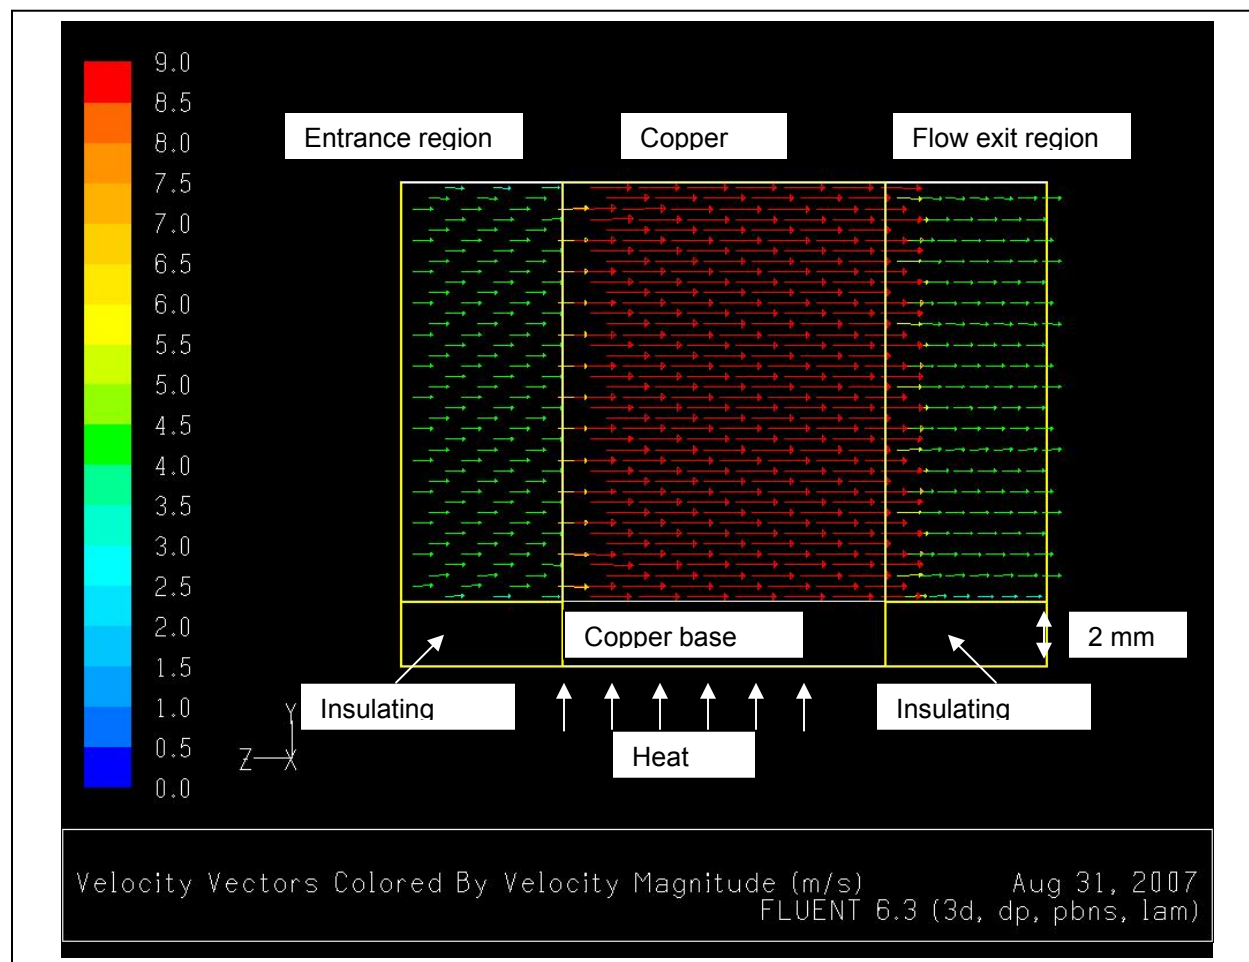 9.0
8.5
8.0
7.5
7.0
6.5
6.0
5.5
5.0
4.5
4.0
3.5
3.0
2.5
2.0
1.5
1.0
0.5
0.0
Entrance region
Copper
Flow exit region
Copper base
2 mm
Insulating
Insulating
Heat
Y
Z
X
Velocity Vectors Colored By Velocity Magnitude (m/s)
Aug 31, 2007
FLUENT 6.3 (3d, dp, pbns, lam)